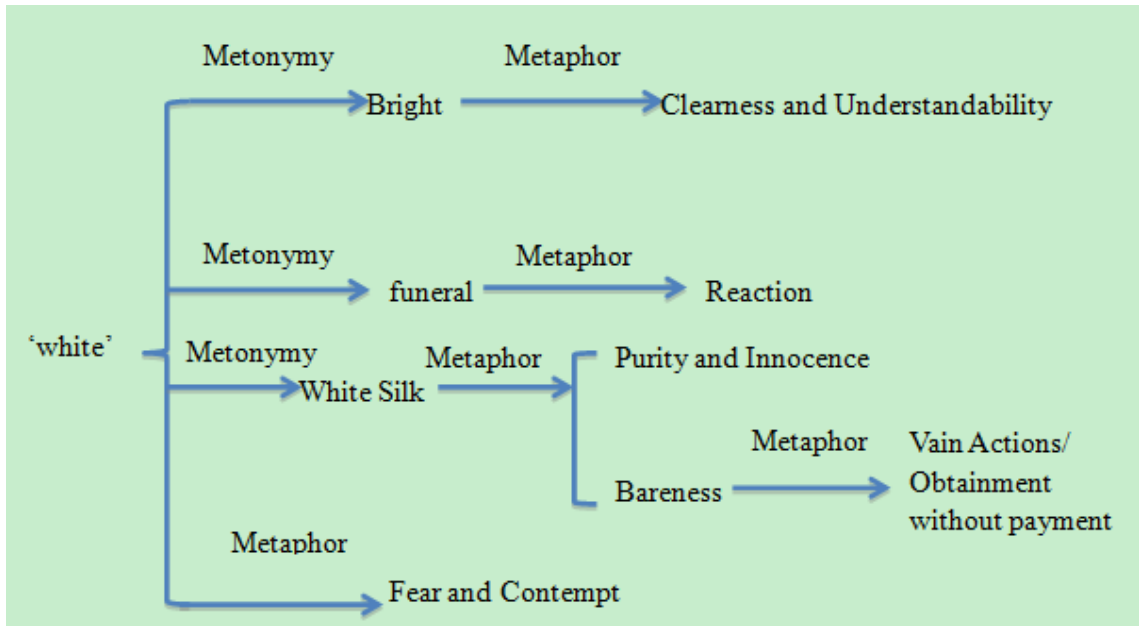 Metonymy Metaphor
Bright Clearness and Understandability
Metonymy Metaphor
funeral Reaction
‘white’
Metonymy Metaphor Purity and Innocence
White Silk
Metaphor Vain Actions/
Bareness Obtainment
without payment
Metaphor
Fear and Contempt